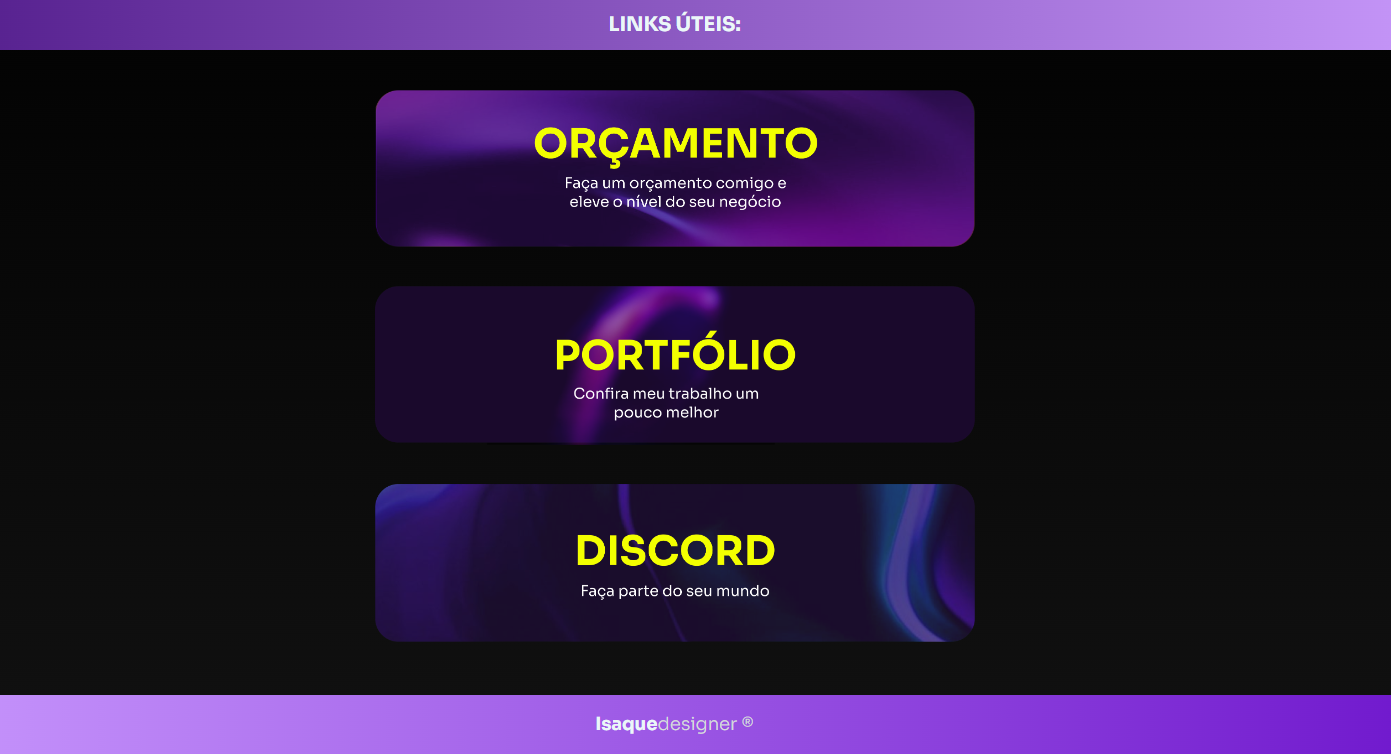 LINKS ÚTEIS:
ORÇAMENTO
Faça um orçamento comigo e
eleve o nível do seu negócio
PORTFÓLIO
Confira meu trabalho um
pouco melhor
DISCORD
Faça parte do seu mundo
Isaquedesigner ®